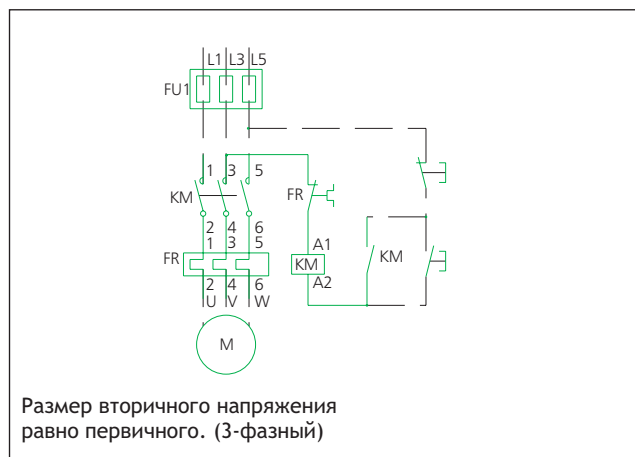 L1 L3 L5
FU1
1 3 5
KM
FR
2 4 6
1 3 5
A1
FR
KM
KM
A2
2 4 6
U V W
M
Размер вторичного напряжения
равно первичного. (3-фазный)